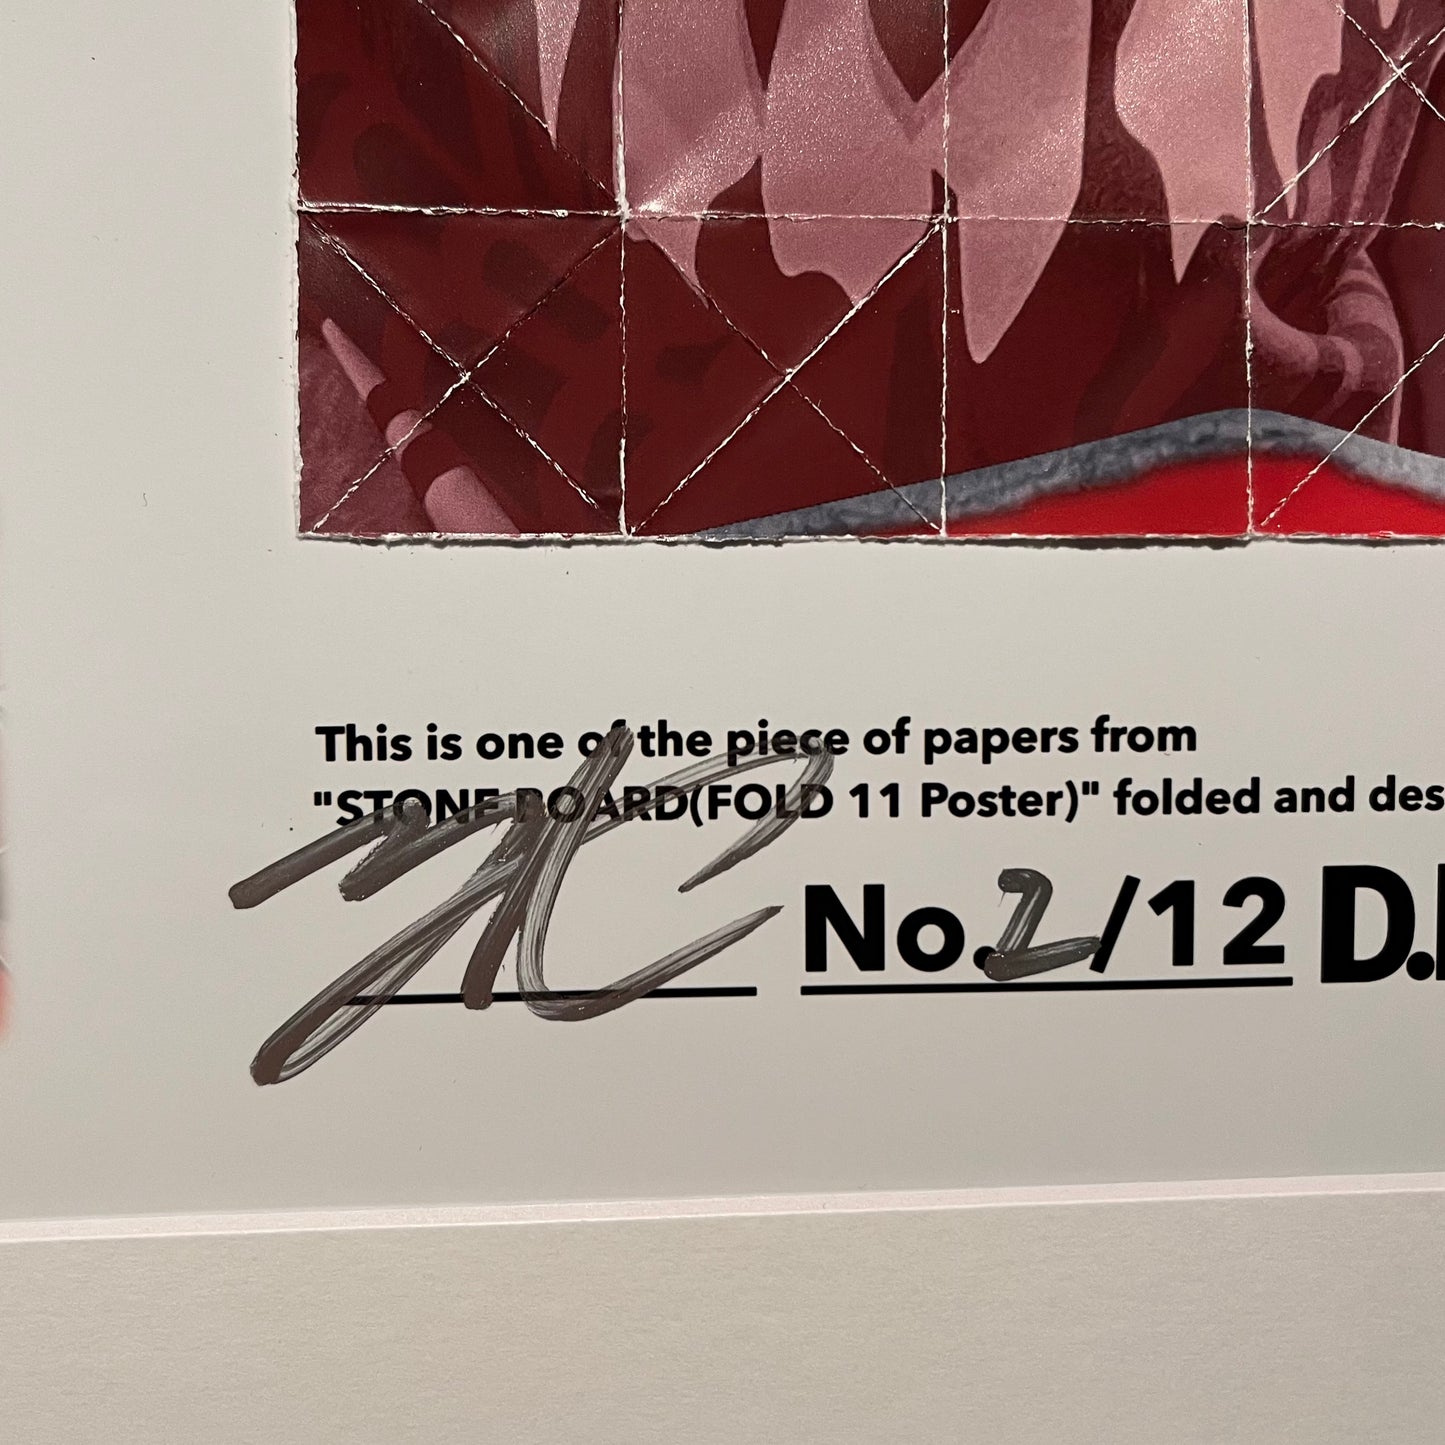 This is one of the piece of papers from
"STONE BOARD(FOLD 11 Poster)" folded and des
No.2/12 D.